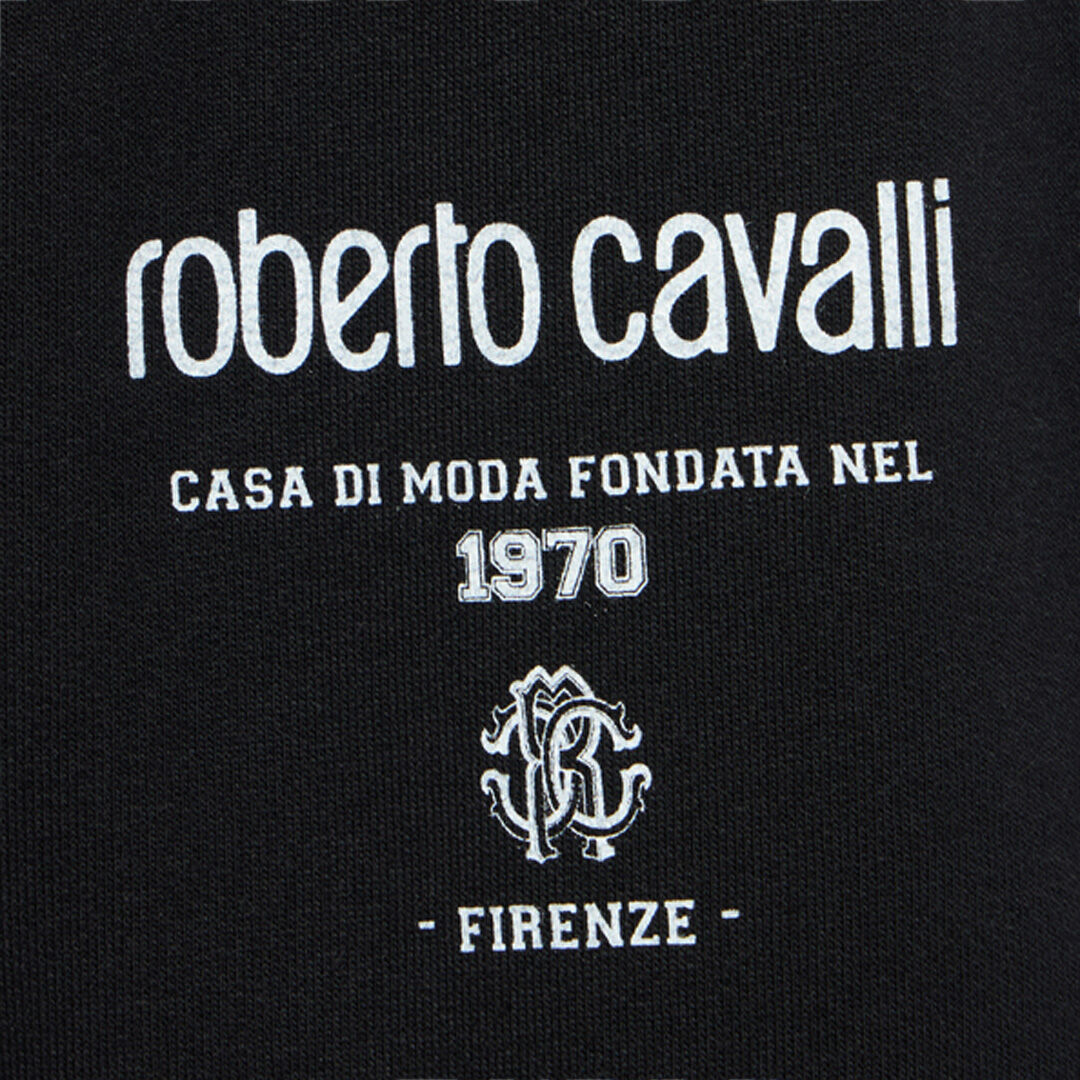 roberto cavalli
CASA DI MODA FONDATA NEL
1970
- FIRENZE -